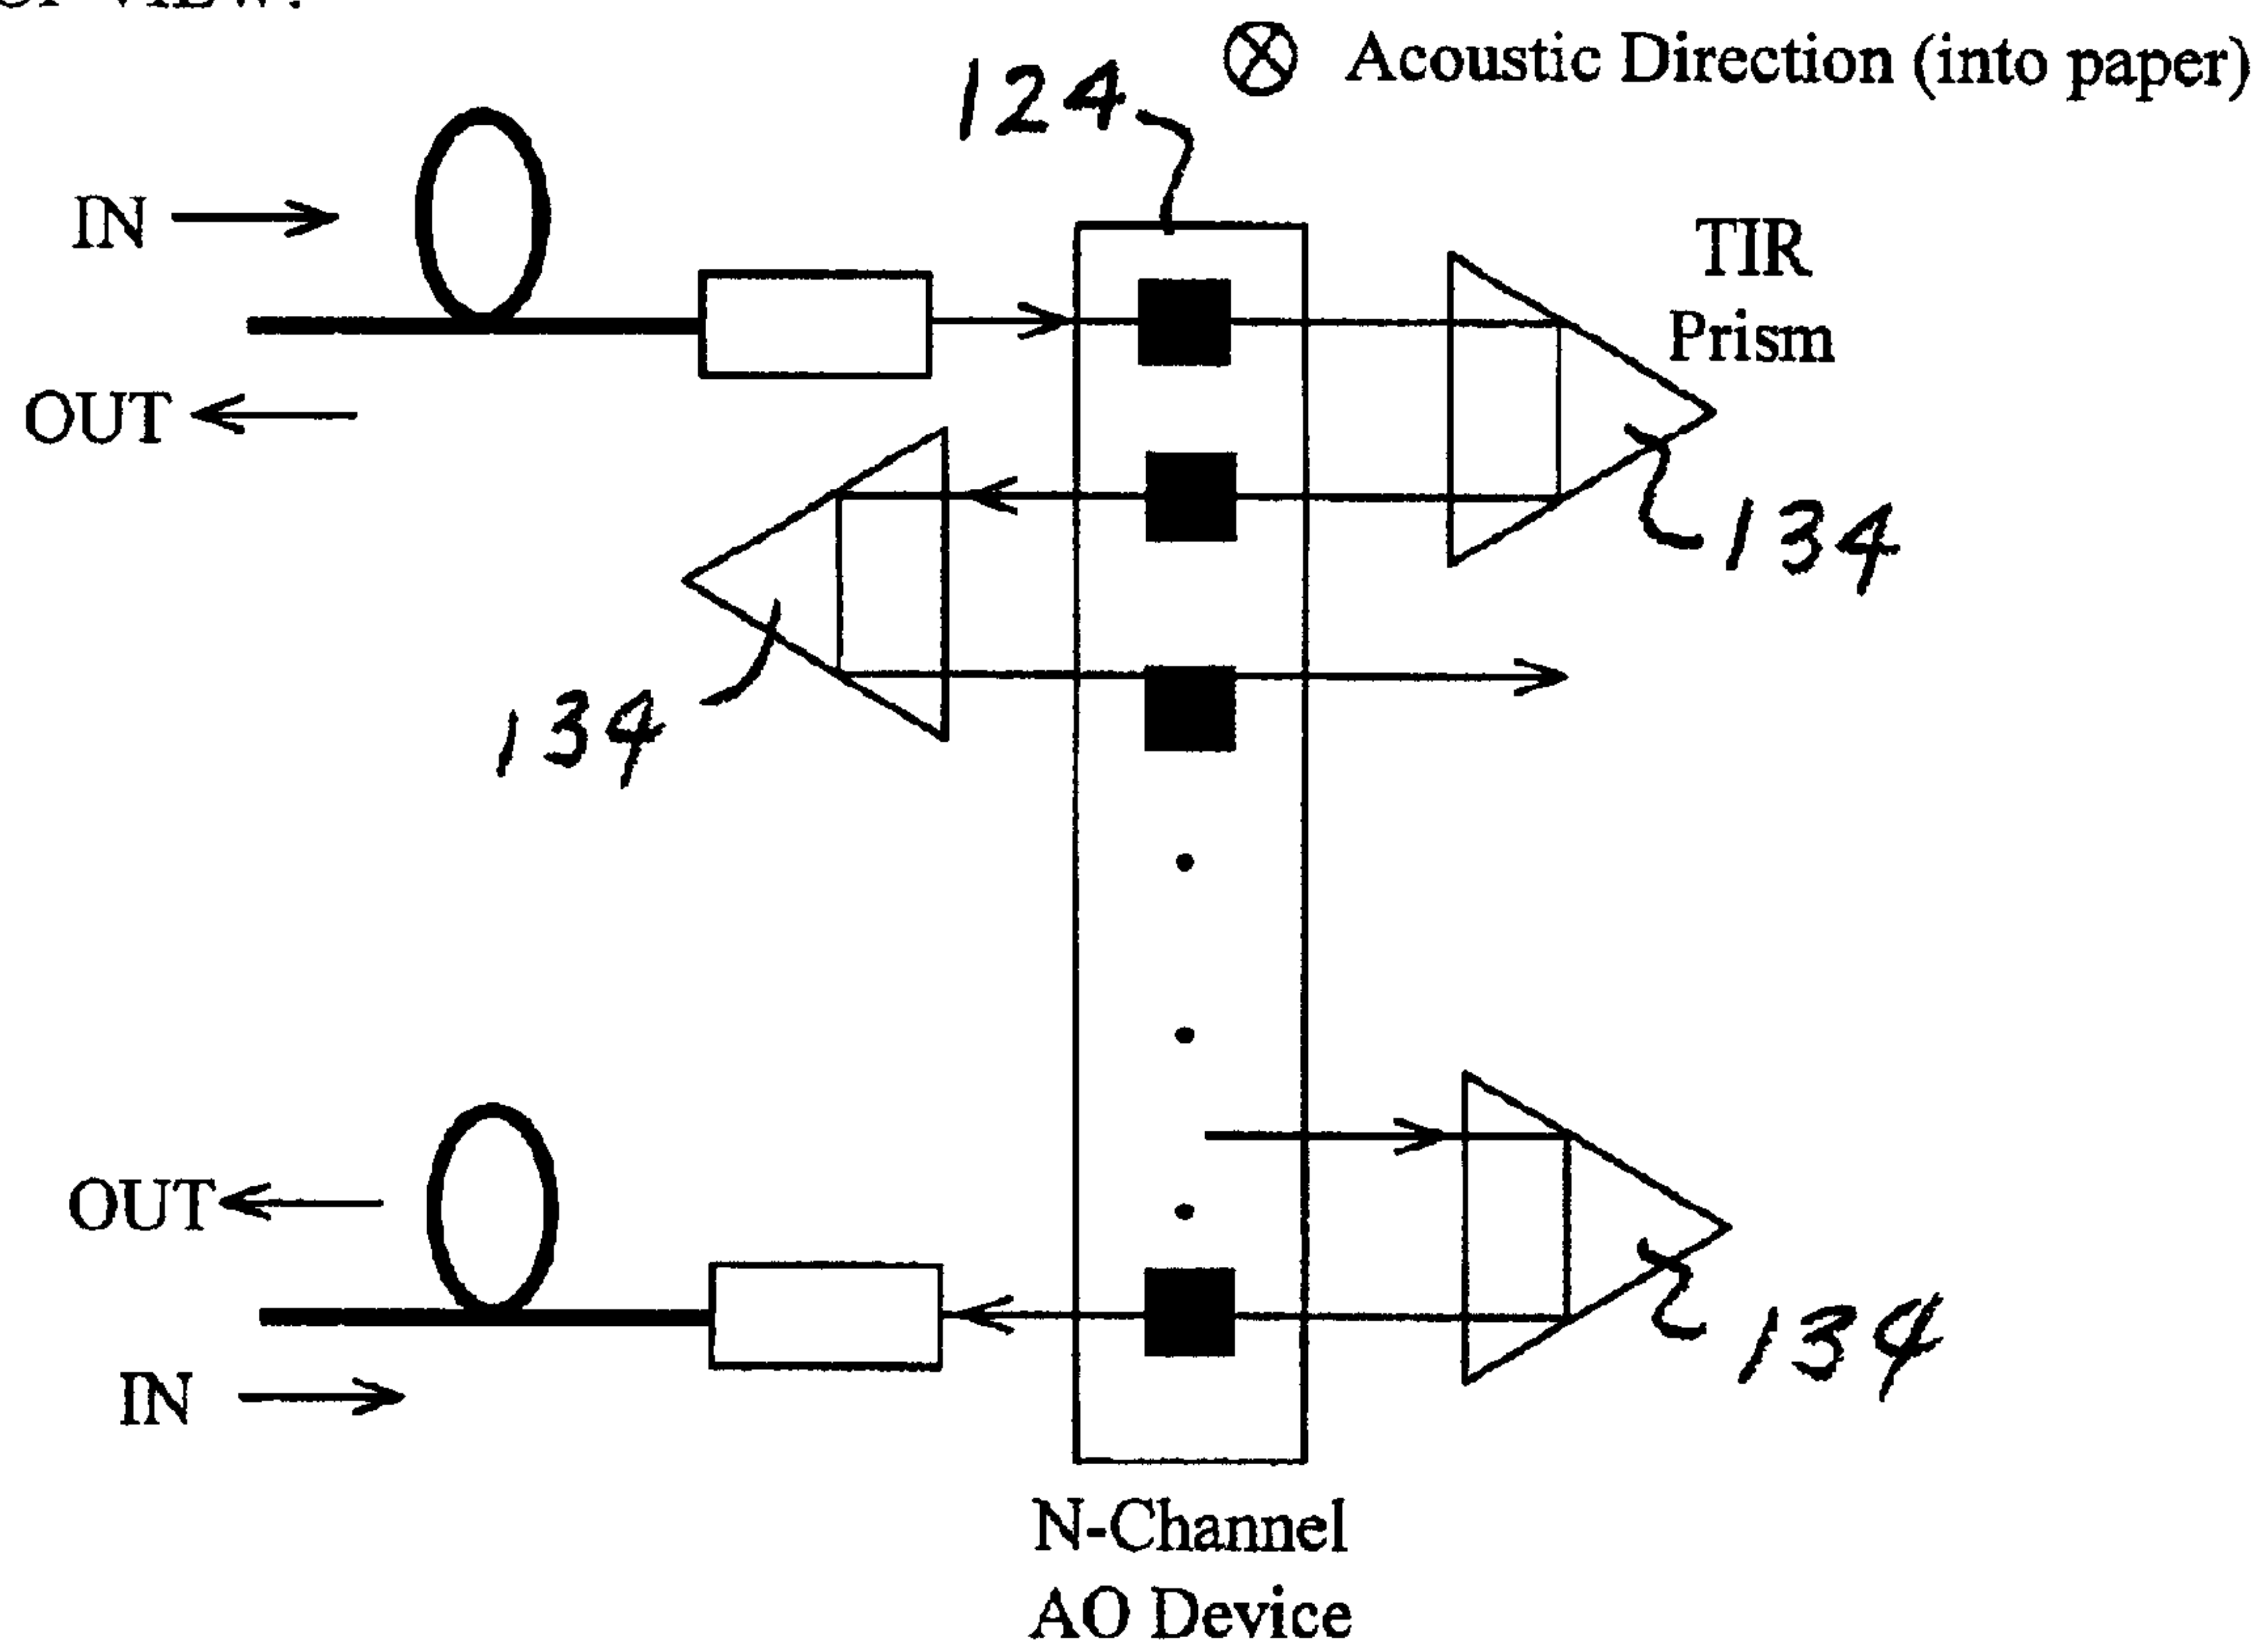 Acoustic Direction (into paper)
124
IN
TIR
Prism
OUT
134
134
OUT
IN
134
N-Channel
AO Device